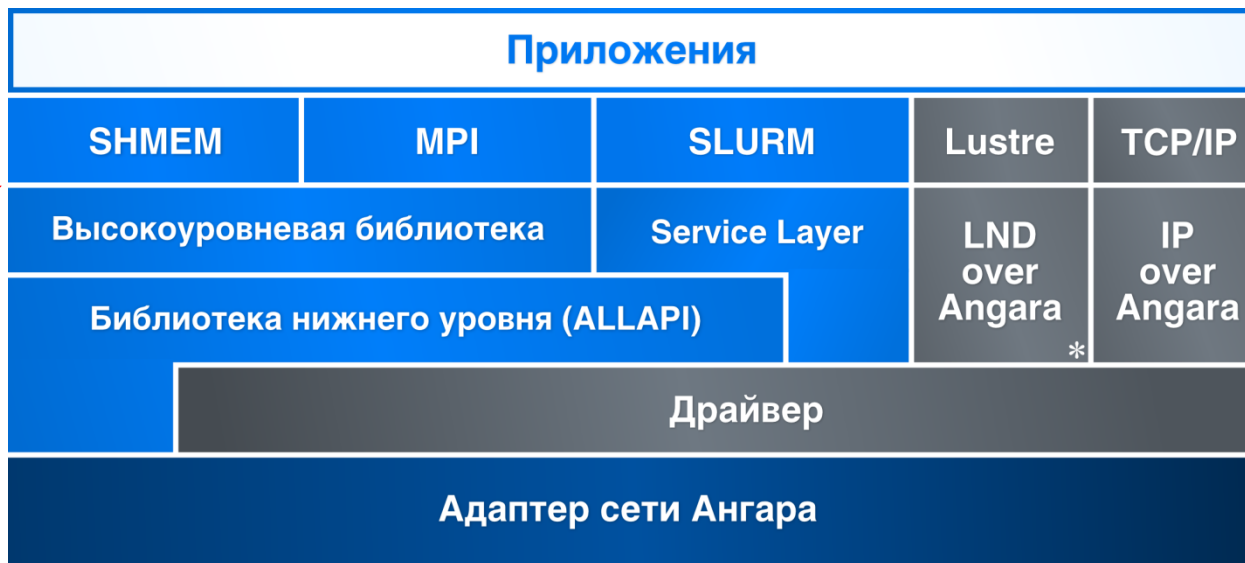 Приложения
SHMEM
MPI
SLURM
Lustre
TCP/IP
Высокоуровневая библиотека
Service Layer
LND
over
Angara
*
IP
over
Angara
Библиотека нижнего уровня (ALLAPI)
Драйвер
Адаптер сети Ангара